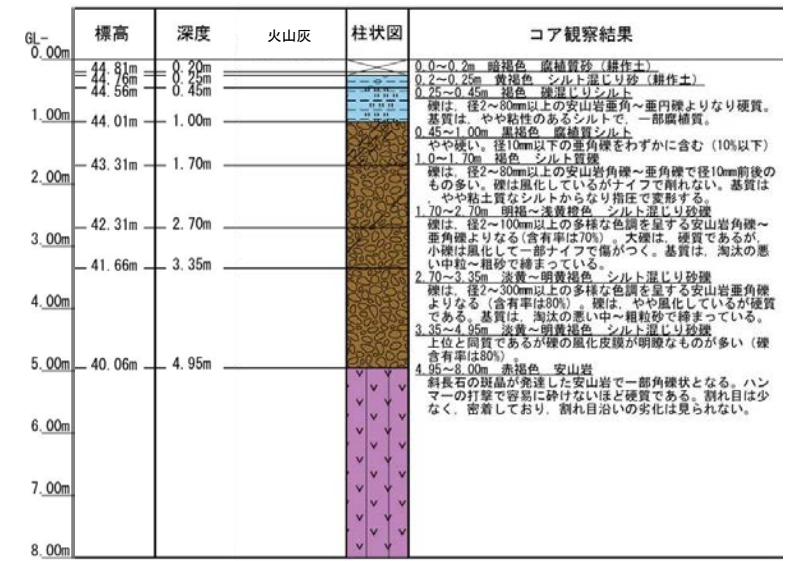 標高 深度 火山灰 柱状図 コア観察結果
GL-
0.00m
44.81m 0.20m
44.76m 0.25m
44.56m 0.45m
1.00m
44.01m 1.00m
43.31m 1.70m
2.00m
42.31m 2.70m
3.00m
41.66m 3.35m
4.00m
5.00m
40.06m 4.95m
6.00m
7.00m
8.00m
0.0～0.2m 暗褐色 腐植質砂（耕作土）
0.2～0.25m 黄褐色 シルト混じり砂（耕作土）
0.25～0.45m 褐色 礫混じりシルト
礫は，径2～80mm以上の安山岩亜角～亜円礫よりなり硬質。
基質は，やや粘性のあるシルトで，一部腐植質。
0.45～1.00m 黒褐色 腐植質シルト
やや硬い。径10mm以下の亜角礫をわずかに含む（10%以下）
1.0～1.70m 褐色 シルト質礫
礫は，径2～80mm以上の安山岩角礫～亜角礫で径10mm前後の
もの多い。礫は風化しているがナイフで削れない。基質は
，やや粘土質なシルトからなり指圧で変形する。
1.70～2.70m 明褐～浅黄橙色 シルト混じり砂礫
礫は，径2～100mm以上の多様な色調を呈する安山岩角礫～
亜角礫よりなる(含有率は70%）。大礫は，硬質であるが，
小礫は風化して一部ナイフで傷がつく。基質は，淘汰の悪
い中粒～粗砂で締まっている。
2.70～3.35m 淡黄～明黄褐色 シルト混じり砂礫
礫は，径2～300mm以上の多様な色調を呈する安山岩亜角礫
よりなる（含有率は80%）。礫は，やや風化しているが硬質
である。基質は，淘汰の悪い中～粗粒砂で締まっている。
3.35～4.95m 淡黄～明黄褐色 シルト混じり砂礫
上位と同質であるが礫の風化皮膜が明瞭なものが多い（礫
含有率は80%）。
4.95～8.00m 赤褐色 安山岩
斜長石の斑晶が発達した安山岩で一部角礫状となる。ハン
マーの打撃で容易に砕けないほど硬質である。割れ目は少
なく，密着しており，割れ目沿いの劣化は見られない。